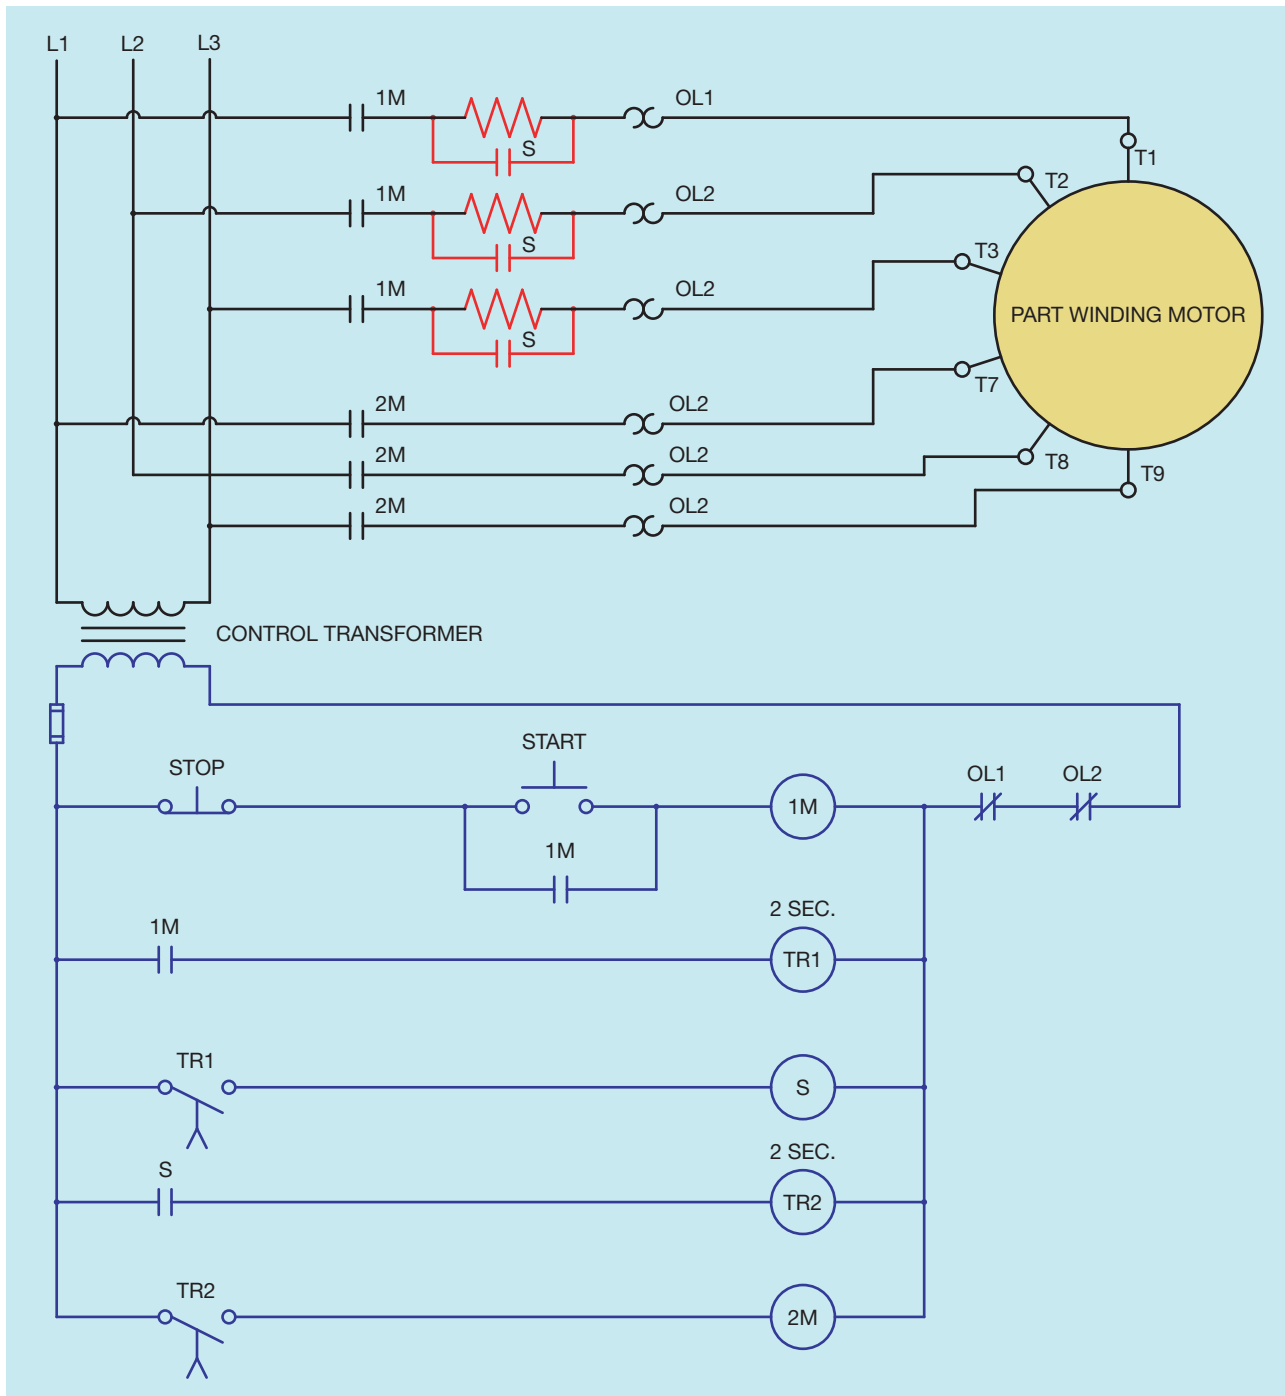 L1 L2 L3
1M OL1
S
T1
T2
1M OL2
S
T3
1M OL2
S
PART WINDING MOTOR
T7
2M OL2
2M OL2
T8
T9
2M OL2
CONTROL TRANSFORMER
START
STOP
OL1 OL2
1M
1M
2 SEC.
1M
TR1
TR1
S
2 SEC.
S
TR2
TR2
2M